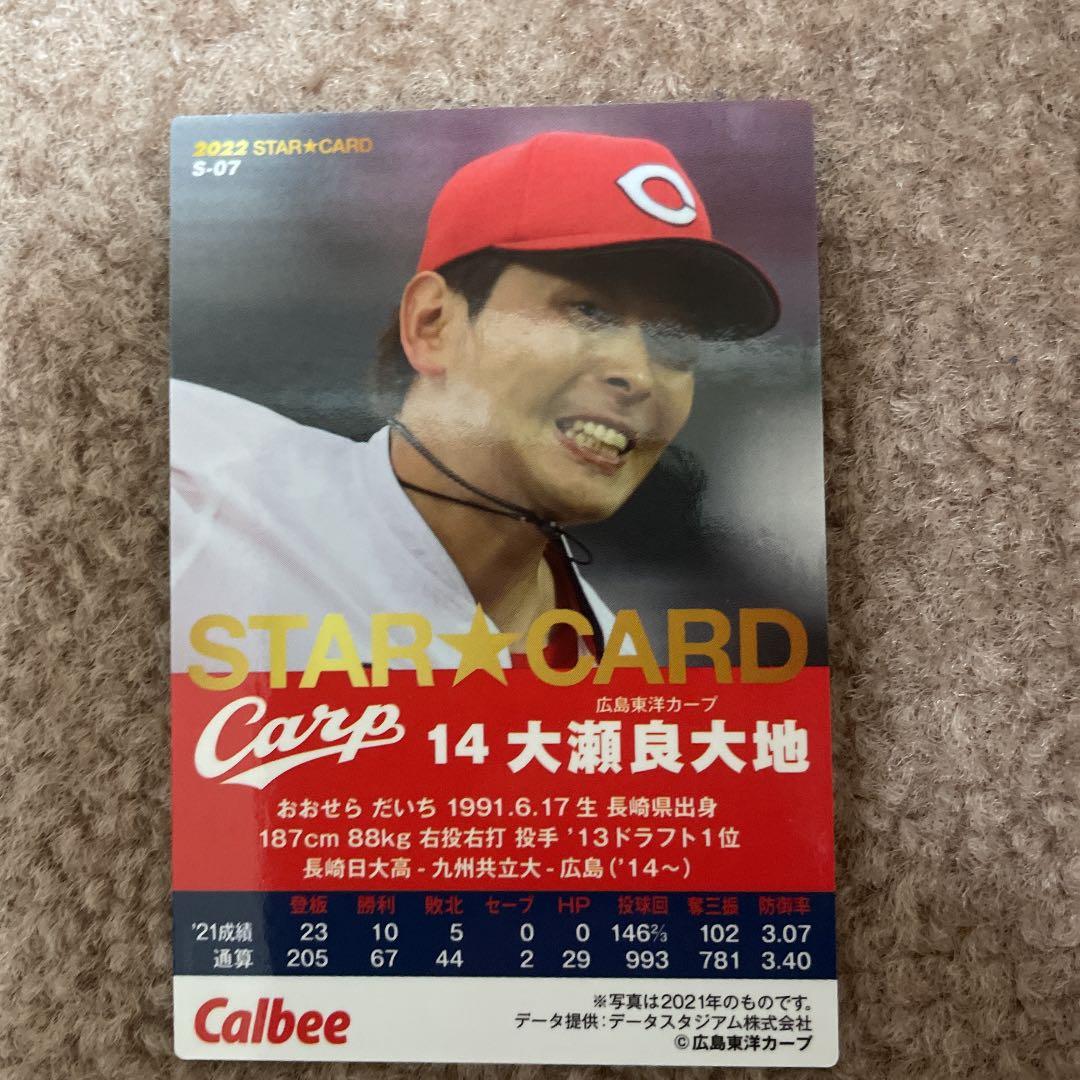 2022 STAR★CARD
S-07
C
STAR★CARD
広島東洋カープ
Carp 14 大瀬良大地
おおせら だいち 1991.6.17生 長崎県出身
187cm 88kg 右投右打 投手 '13ドラフト1位
長崎日大高-九州共立大-広島('14～)
登板 勝利 敗北 セーブ HP 投球回 奪三振 防御率
'21成績 23 10 5 0 0 146⅔ 102 3.07
通算 205 67 44 2 29 993 781 3.40
Calbee
※写真は2021年のものです。
データ提供:データスタジアム株式会社
©広島東洋カープ